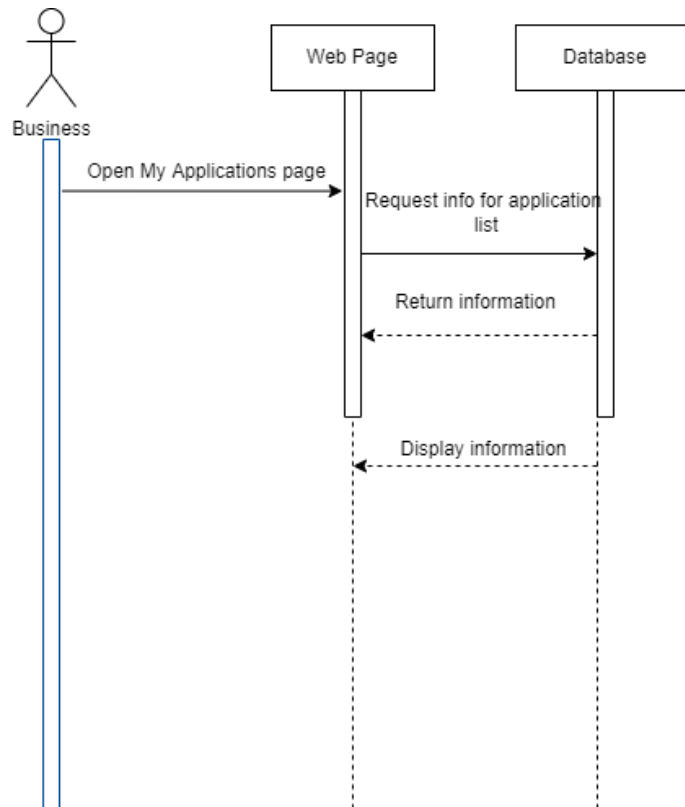 Web Page
Database
Business
Open My Applications page
Request info for application
list
Return information
Display information